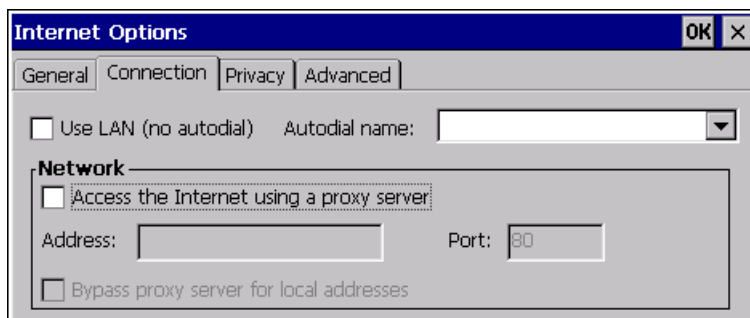 Internet Options OK ×
General Connection Privacy Advanced
Use LAN (no autodial) Autodial name:
Network
Access the Internet using a proxy server
Address: Port: 80
Bypass proxy server for local addresses